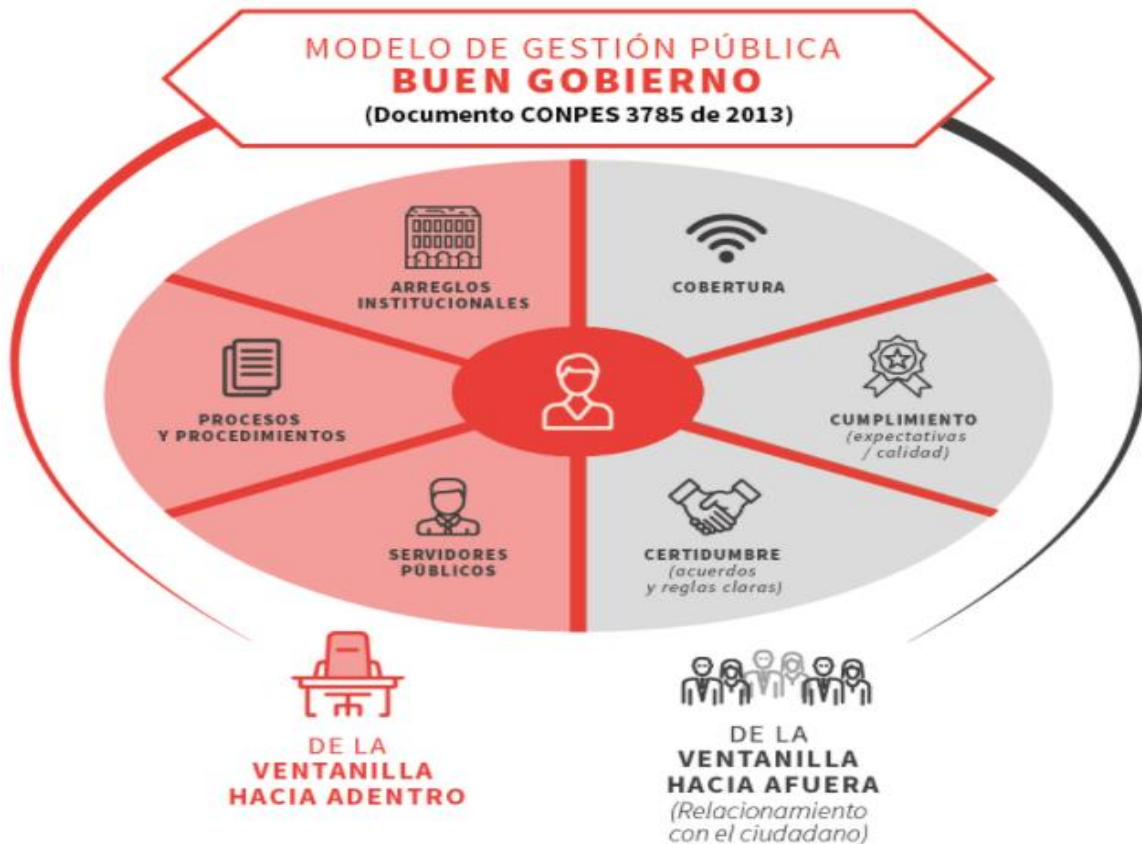 MODELO DE GESTIÓN PÚBLICA
BUEN GOBIERNO
(Documento CONPES 3785 de 2013)
ARREGLOS
INSTITUCIONALES
COBERTURA
PROCESOS
Y PROCEDIMIENTOS
CUMPLIMIENTO
(expectativas
/ calidad)
SERVIDORES
PÚBLICOS
CERTIDUMBRE
(acuerdos
y reglas claras)
DE LA
VENTANILLA
HACIA ADENTRO
DE LA
VENTANILLA
HACIA AFUERA
(Relacionamiento
con el ciudadano)